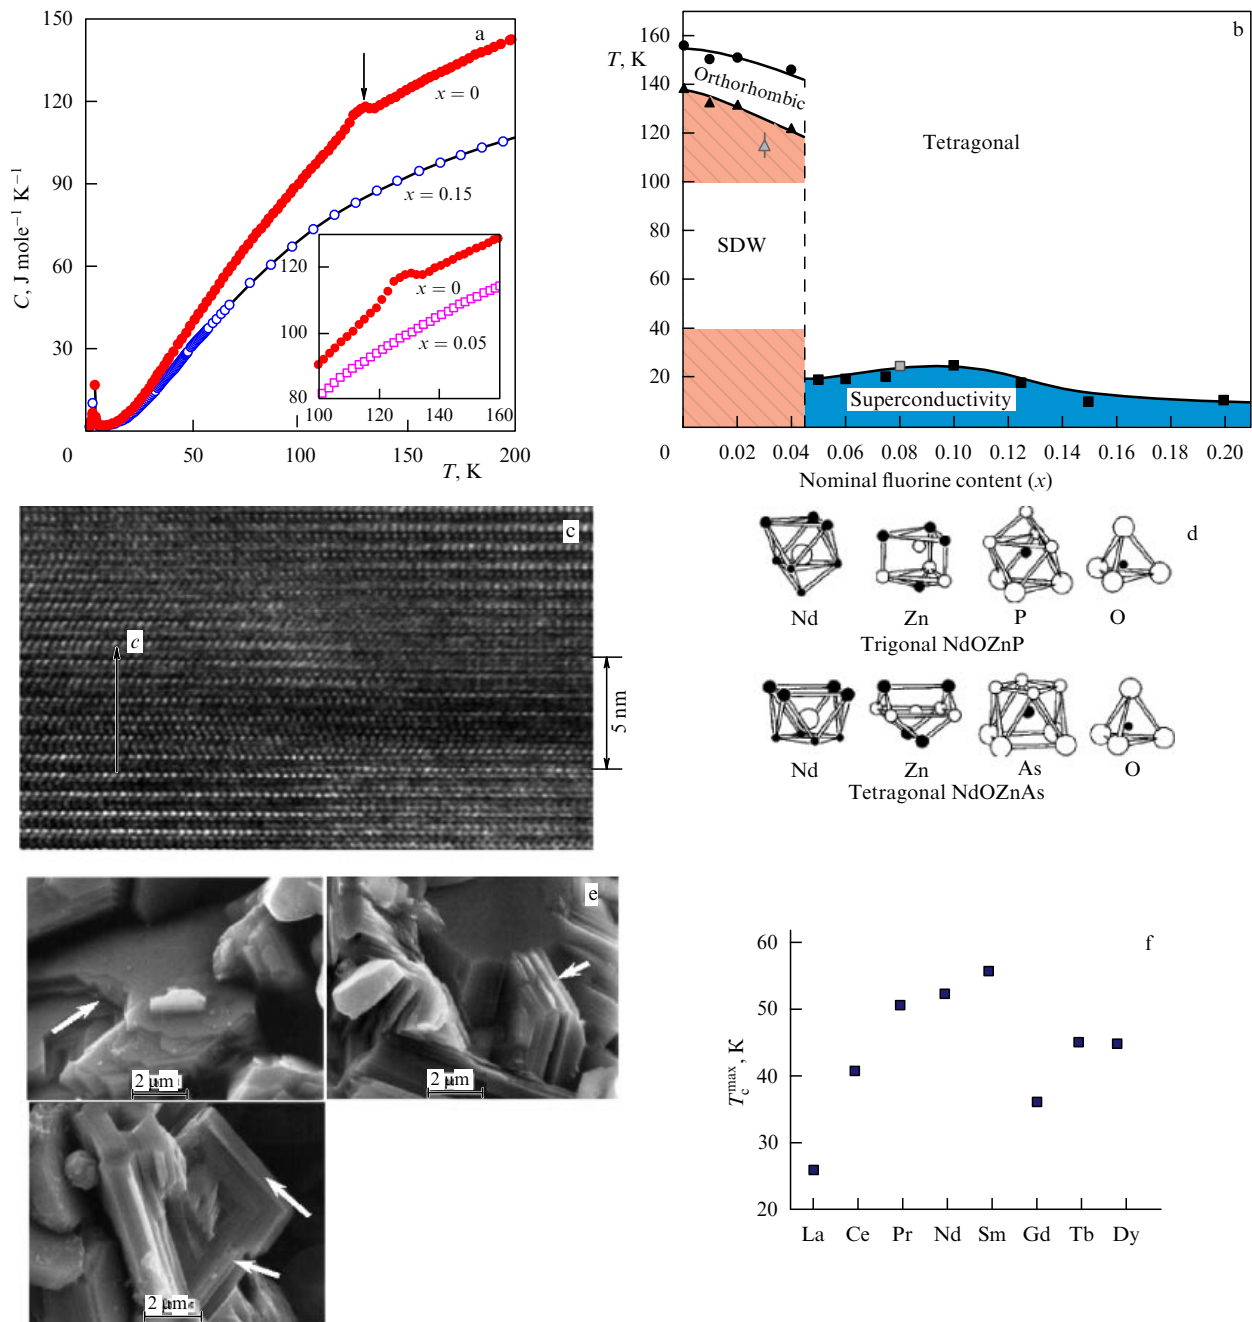 a
150
120
90
60
30
0
50
100
150
200
C, J mole−1 K−1
T, K
x = 0
x = 0.15
120
100
80
100
120
140
160
x = 0
x = 0.05
b
T, K
160
140
120
100
80
60
40
20
0
0.02
0.04
0.06
0.08
0.10
0.12
0.14
0.16
0.20
Orthorhombic
Tetragonal
SDW
Superconductivity
Nominal fluorine content (x)
c
c
5 nm
d
Nd Zn P O
Trigonal NdOZnP
Nd Zn As O
Tetragonal NdOZnAs
e
2 μm
2 μm
2 μm
f
Tcmax, K
60
50
40
30
20
La Ce Pr Nd Sm Gd Tb Dy